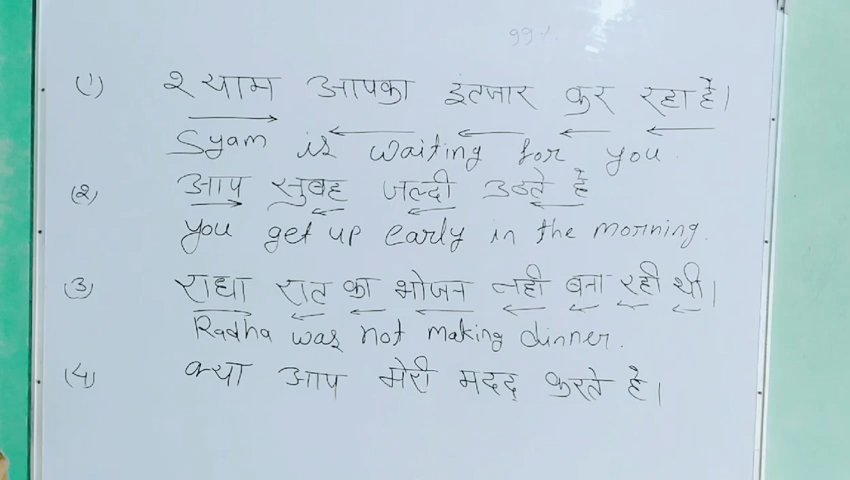 99%.
(1) श्याम आपका इंतजार कर रहा है।
Syam is waiting for you.
(2) आप सुबह जल्दी उठते है
you get up early in the morning.
(3) राधा रात का भोजन नही बना रही थी।
Radha was not making dinner.
(4) क्या आप मेरी मदद करते है।